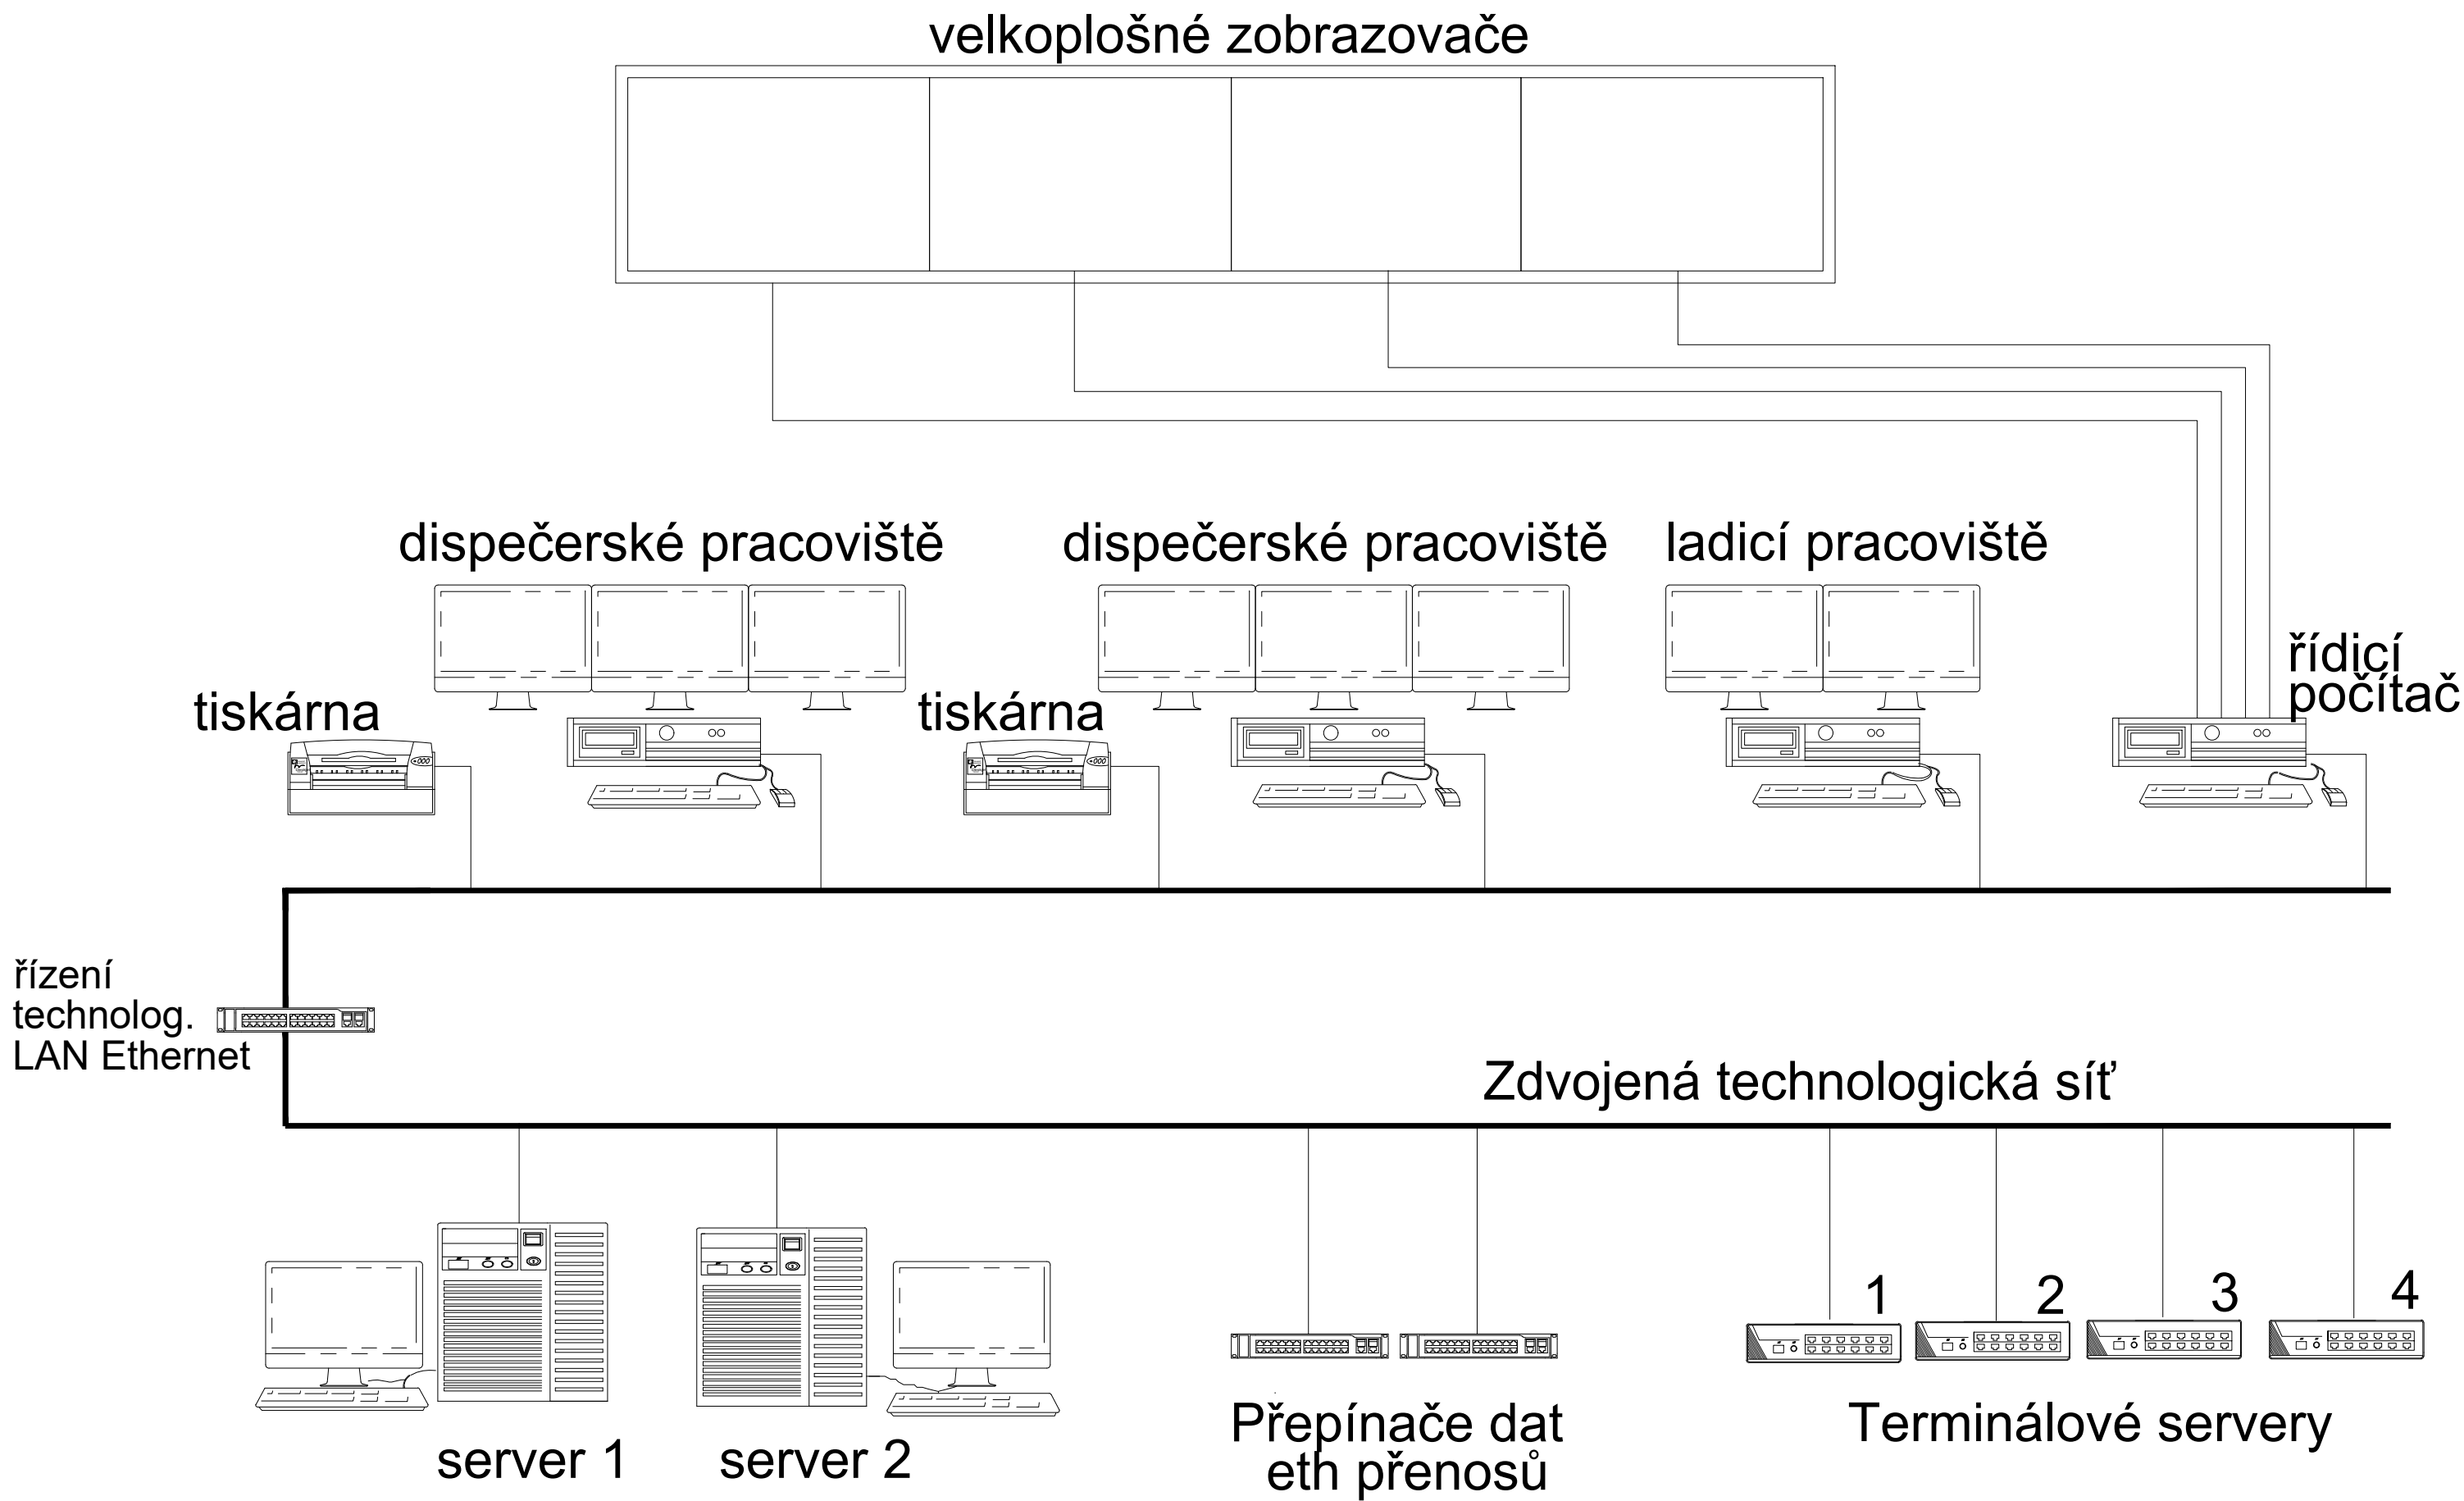 velkoplošné zobrazovače
dispečerské pracoviště
dispečerské pracoviště
ladicí pracoviště
řídicí
počítač
tiskárna
tiskárna
řízení
technolog.
LAN Ethernet
Zdvojená technologická síť
1
2
3
4
Přepínače dat
eth přenosů
Terminálové servery
server 1
server 2